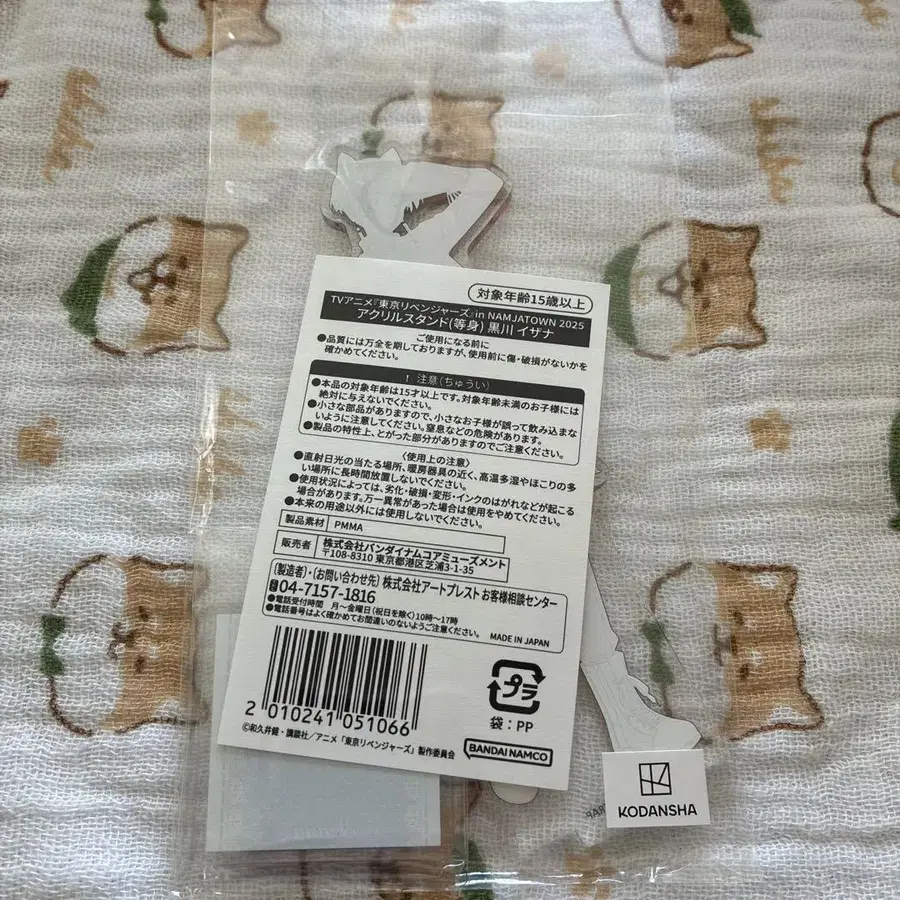 対象年齢15歳以上
TVアニメ『東京リベンジャーズ』in NAMJATOWN 2025
アクリルスタンド(等身) 黒川 イザナ
ご使用になる前に
●品質には万全を期しておりますが、使用前に傷・破損がないかを
確かめてください。
! 注意(ちゅうい)
●本品の対象年齢は15才以上です。対象年齢未満のお子様には
絶対に与えないでください。
●小さな部品がありますので、小さなお子様が誤って飲み込まな
いように注意してください。窒息などの危険があります。
●製品の特性上、とがった部分がありますのでご注意ください。
〈使用上の注意〉
●直射日光の当たる場所、暖房器具の近く、高温多湿やほこりの多
い場所に長時間放置しないでください。
●使用状況によっては、劣化・破損・変形・インクのはがれなどが起こる
場合があります。万一異常があった場合は使用をやめてください。
●本来の用途以外には使用しないでください。
製品素材 PMMA
販売者 株式会社バンダイナムコアミューズメント
〒108-8310 東京都港区芝浦3-1-35
〔製造者〕・〔お問い合わせ先〕株式会社アートプレスト お客様相談センター
04-7157-1816
●電話受付時間 月〜金曜日(祝日を除く)10時〜17時
●電話番号はよく確かめてお間違いのないようご注意ください。
MADE IN JAPAN
2 010241 051066
プラ
袋:PP
©和久井健・講談社/アニメ「東京リベンジャーズ」製作委員会
BANDAI NAMCO
KODANSHA